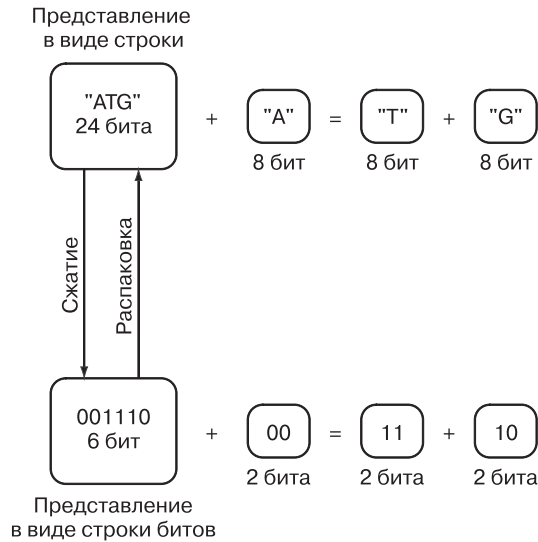 Представление
в виде строки
"ATG"
24 бита
+ "A" = "T" + "G"
8 бит 8 бит 8 бит
Сжатие
Распаковка
001110
6 бит
+ 00 = 11 + 10
2 бита 2 бита 2 бита
Представление
в виде строки битов